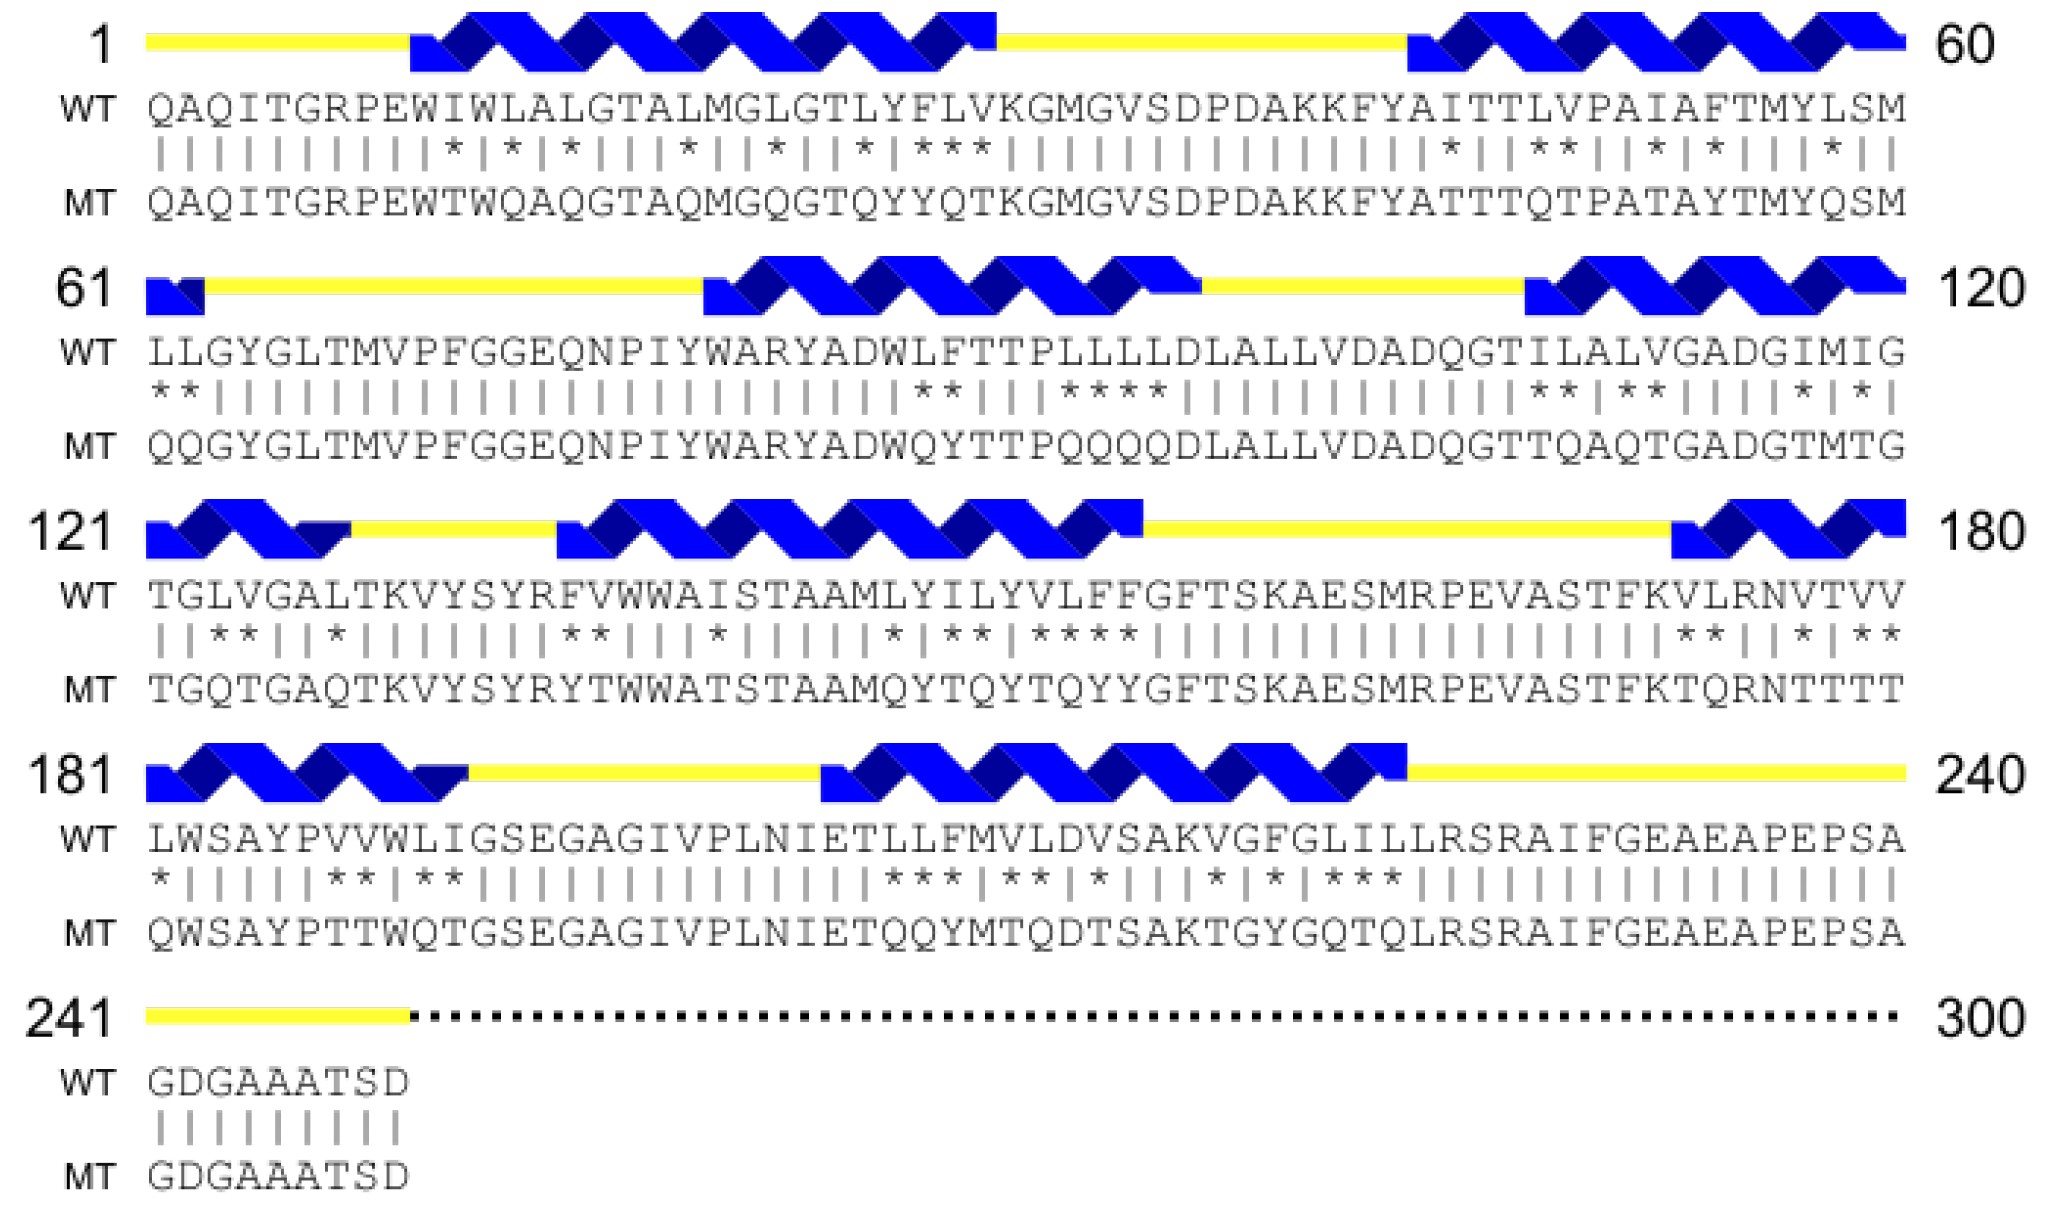 1 60
WT QAQITGRPEWIWLALGTALMGLGTLYFLVKGMGVSDPDAKKFYAITTLVPAIAFTMYLSM
||||||||||*|*|*|||*||*||*|***||||||||||||||*||**||*|*|||*||
MT QAQITGRPEWTWQAQGTAQMGQGTQYYQTKGMGVSDPDAKKFYATTTQTPATAYTMYQSM
61 120
WT LLGYGLTMVPFGGEQNPIYWARYADWLFTTPLLLLDLALLVDADQGTILALVGADGIMIG
**||||||||||||||||||||||||**|||****||||||||||||**|**||||*|*|
MT QQGYGLTMVPFGGEQNPIYWARYADWQYTTPQQQQDLALLVDADQGTTQAQTGADGTMTG
121 180
WT TGLVGALTKVYSYRFVWWAISTAAMLYILYVLFFGFTSKAESMRPEVASTFKVLRNVTVV
||**||*|||||||**|||*|||||*|**|****||||||||||||||||||**||*|**
MT TGQTGAQTKVYSYRYTWWATSTAAMQYTQYTQYYGFTSKAESMRPEVASTFKTQRNTTTT
181 240
WT LWSAYPVVWLIGSEGAGIVPLNIETLLFMVLDVSAKVGFGLILLRSRAIFGEAEAPEPSA
*|||||**|**||||||||||||||***|**|*|||*|*|***|||||||||||||||||
MT QWSAYPTTWQTGSEGAGIVPLNIETQQYMTQDTSAKTGYGQTQLRSRAIFGEAEAPEPSA
241 300
WT GDGAAATSD
|||||||||
MT GDGAAATSD